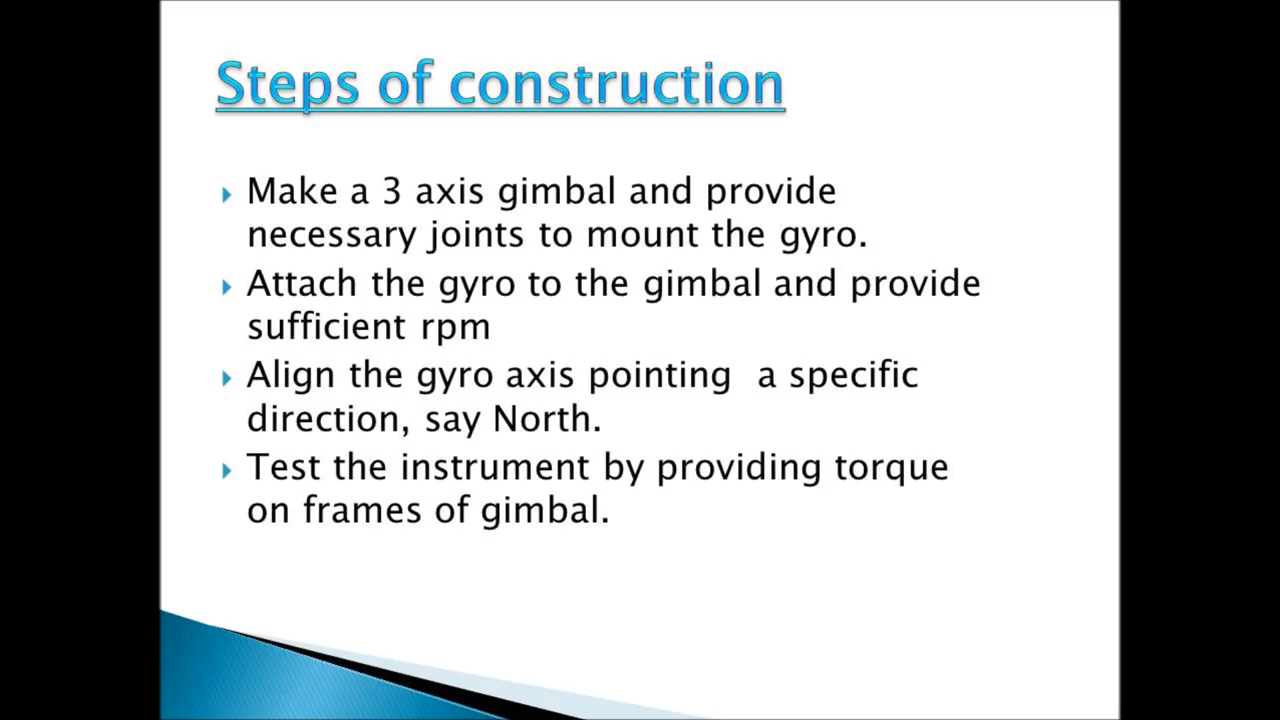 Steps of construction
Make a 3 axis gimbal and provide
necessary joints to mount the gyro.
Attach the gyro to the gimbal and provide
sufficient rpm
Align the gyro axis pointing  a specific
direction, say North.
Test the instrument by providing torque
on frames of gimbal.